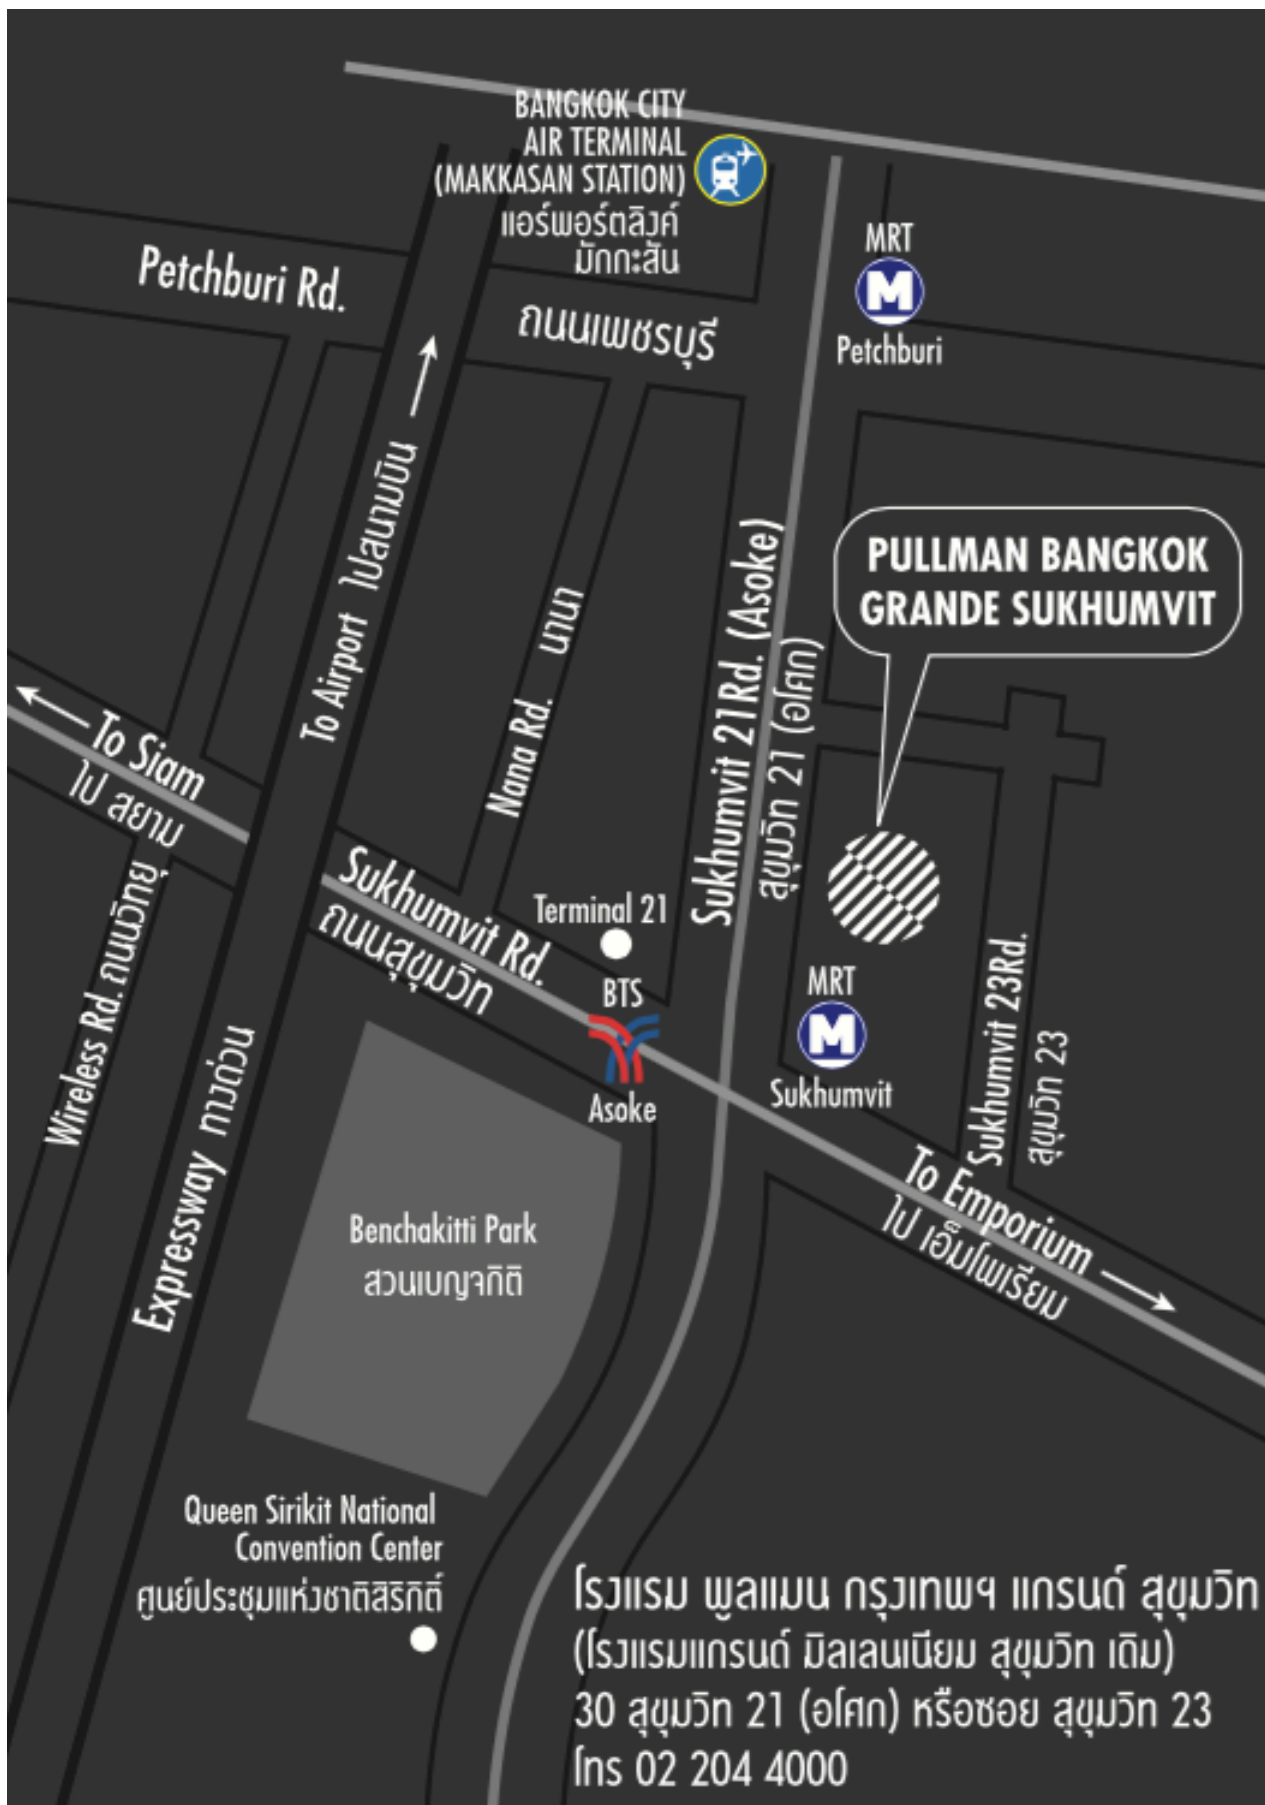 BANGKOK CITY
AIR TERMINAL
(MAKKASAN STATION)
แอร์พอร์ตลิงค์
มักกะสัน
MRT
M
Petchburi
Petchburi Rd.
ถนนเพชรบุรี
To Airport ไปสนามบิน
PULLMAN BANGKOK
GRANDE SUKHUMVIT
Nana Rd. นานา
Sukhumvit 21Rd. (Asoke)
สุขุมวิท 21 (อโศก)
To Siam
ไป สยาม
Sukhumvit Rd.
ถนนสุขุมวิท
Terminal 21
BTS
Asoke
MRT
M
Sukhumvit
Sukhumvit 23Rd.
สุขุมวิท 23
Wireless Rd. ถนนวิทยุ
Expressway ทางด่วน
To Emporium
ไป เอ็มโพเรียม
Benchakitti Park
สวนเบญจกิติ
Queen Sirikit National
Convention Center
ศูนย์ประชุมแห่งชาติสิริกิติ์
โรงแรม พูลแมน กรุงเทพฯ แกรนด์ สุขุมวิท
(โรงแรมแกรนด์ มิลเลนเนียม สุขุมวิท เดิม)
30 สุขุมวิท 21 (อโศก) หรือซอย สุขุมวิท 23
โทร 02 204 4000